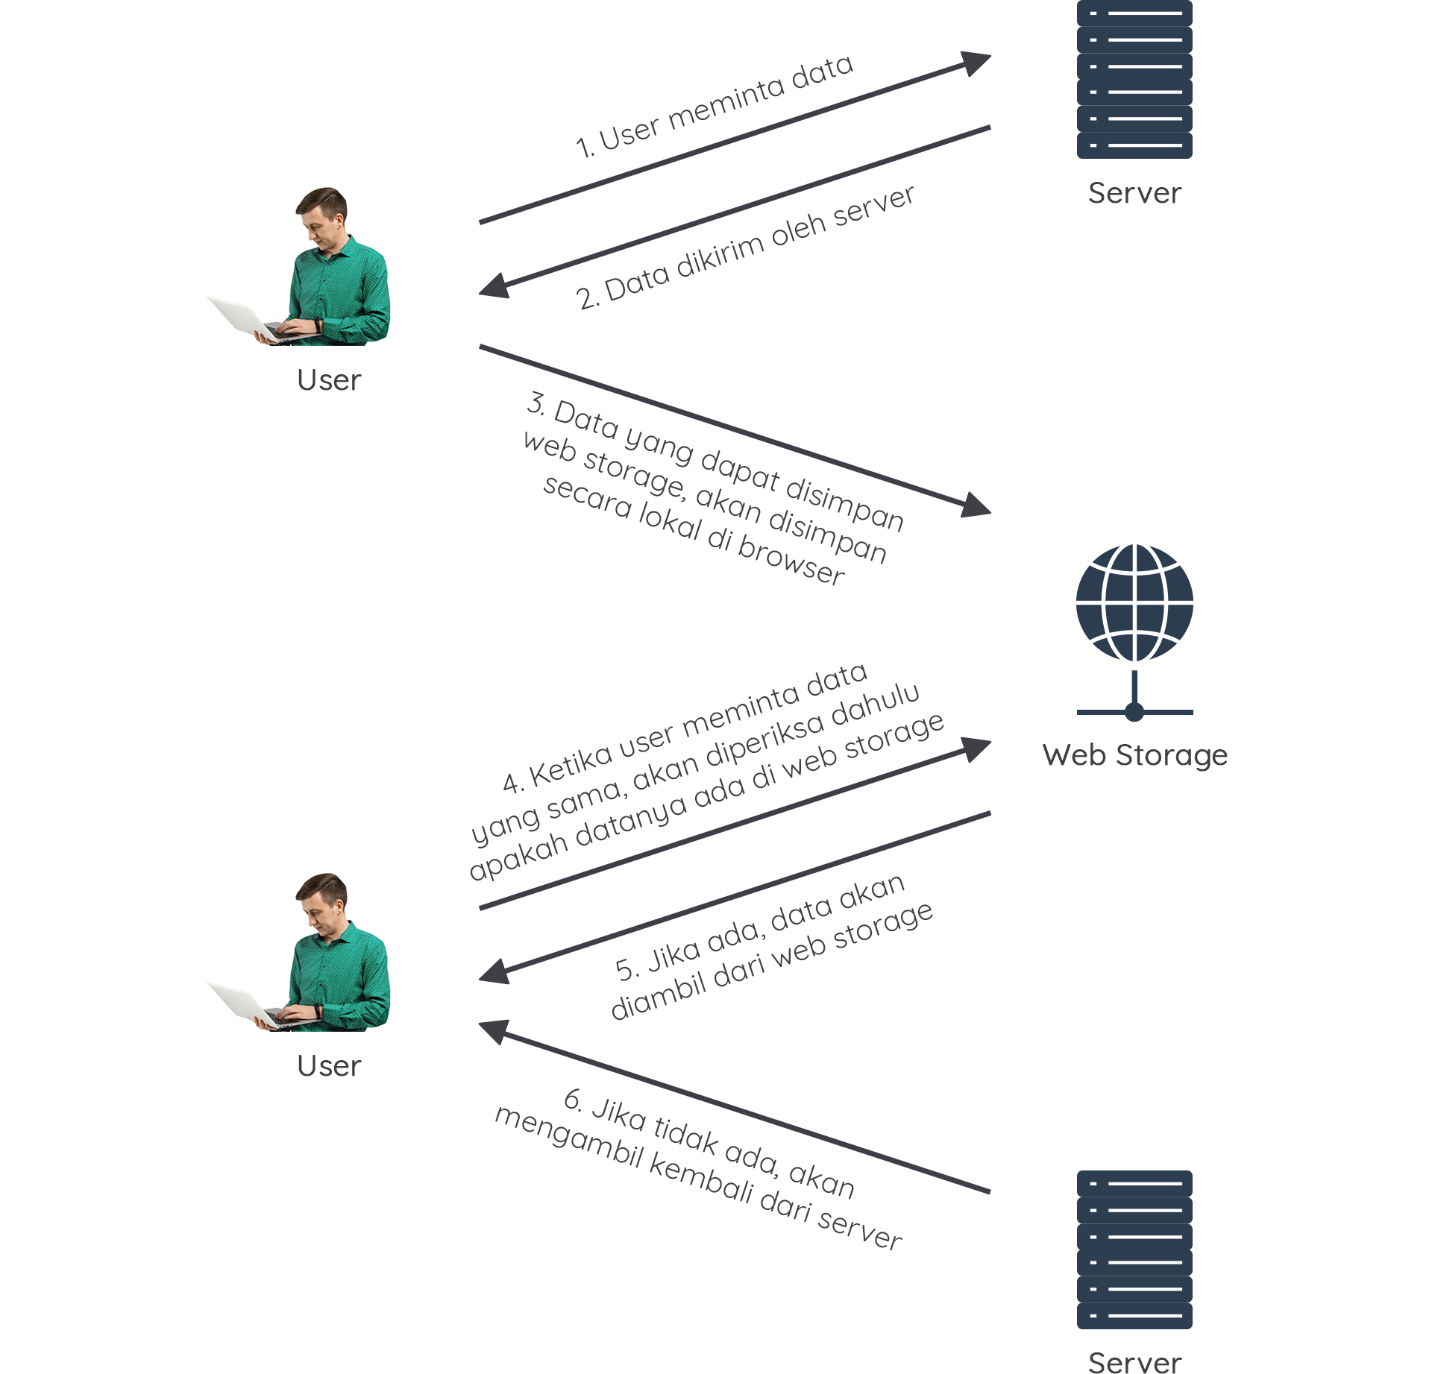 1. User meminta data
Server
2. Data dikirim oleh server
User
3. Data yang dapat disimpan
web storage, akan disimpan
secara lokal di browser
Web Storage
4. Ketika user meminta data
yang sama, akan diperiksa dahulu
apakah datanya ada di web storage
5. Jika ada, data akan
diambil dari web storage
User
6. Jika tidak ada, akan
mengambil kembali dari server
Server